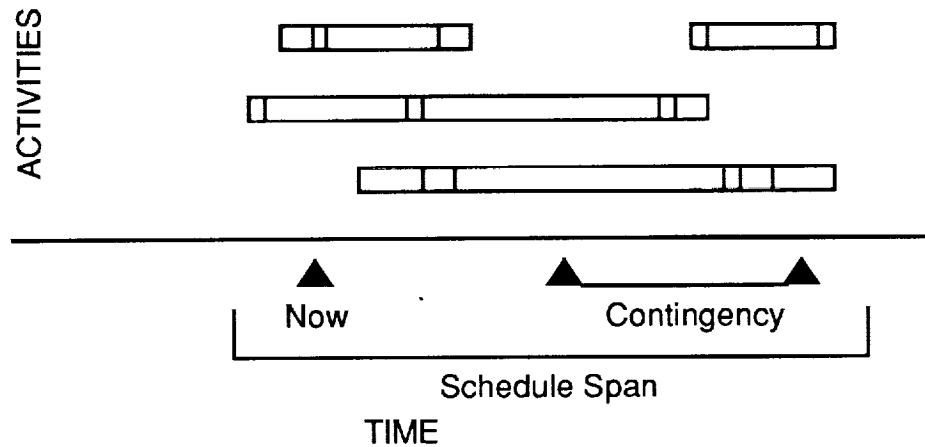 ACTIVITIES
Now
Contingency
Schedule Span
TIME